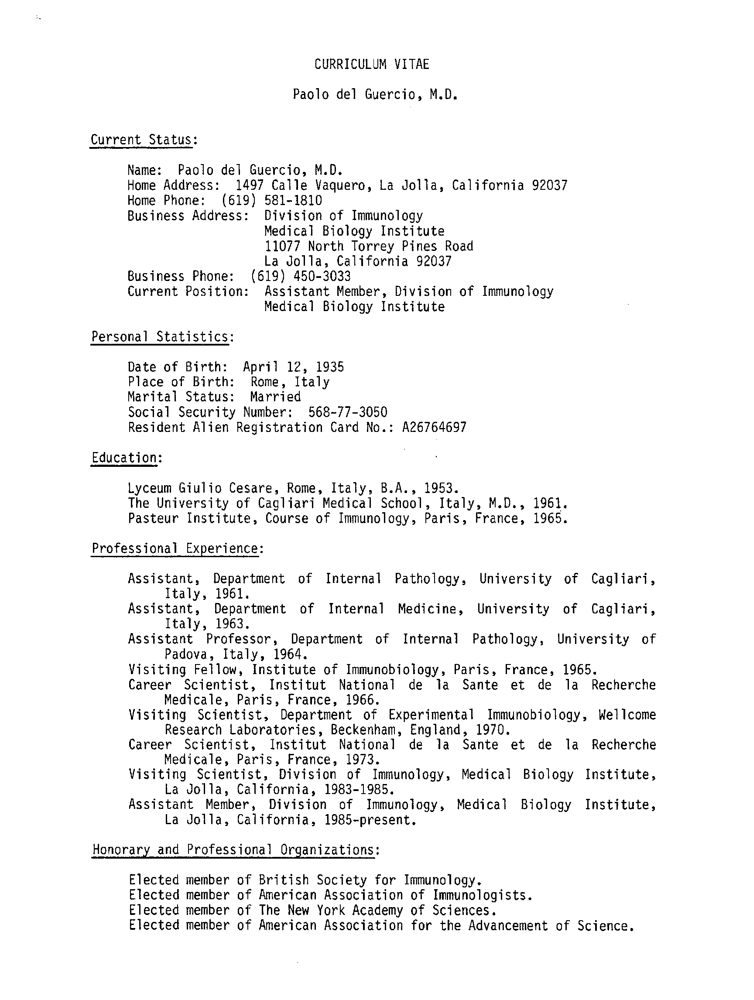 CURRICULUM VITAE
Paolo del Guercio, M.D.
Current Status:
Name: Paolo del Guercio, M.D.
Home Address: 1497 Calle Vaquero, La Jolla, California 92037
Home Phone: (619) 581-1810
Business Address: Division of Immunology
Medical Biology Institute
11077 North Torrey Pines Road
La Jolla, California 92037
Business Phone: (619) 450-3033
Current Position: Assistant Member, Division of Immunology
Medical Biology Institute
Personal Statistics:
Date of Birth: April 12, 1935
Place of Birth: Rome, Italy
Marital Status: Married
Social Security Number: 568-77-3050
Resident Alien Registration Card No.: A26764697
Education:
Lyceum Giulio Cesare, Rome, Italy, B.A., 1953.
The University of Cagliari Medical School, Italy, M.D., 1961.
Pasteur Institute, Course of Immunology, Paris, France, 1965.
Professional Experience:
Assistant, Department of Internal Pathology, University of Cagliari,
Italy, 1961.
Assistant, Department of Internal Medicine, University of Cagliari,
Italy, 1963.
Assistant Professor, Department of Internal Pathology, University of
Padova, Italy, 1964.
Visiting Fellow, Institute of Immunobiology, Paris, France, 1965.
Career Scientist, Institut National de la Sante et de la Recherche
Medicale, Paris, France, 1966.
Visiting Scientist, Department of Experimental Immunobiology, Wellcome
Research Laboratories, Beckenham, England, 1970.
Career Scientist, Institut National de la Sante et de la Recherche
Medicale, Paris, France, 1973.
Visiting Scientist, Division of Immunology, Medical Biology Institute,
La Jolla, California, 1983-1985.
Assistant Member, Division of Immunology, Medical Biology Institute,
La Jolla, California, 1985-present.
Honorary and Professional Organizations:
Elected member of British Society for Immunology.
Elected member of American Association of Immunologists.
Elected member of The New York Academy of Sciences.
Elected member of American Association for the Advancement of Science.